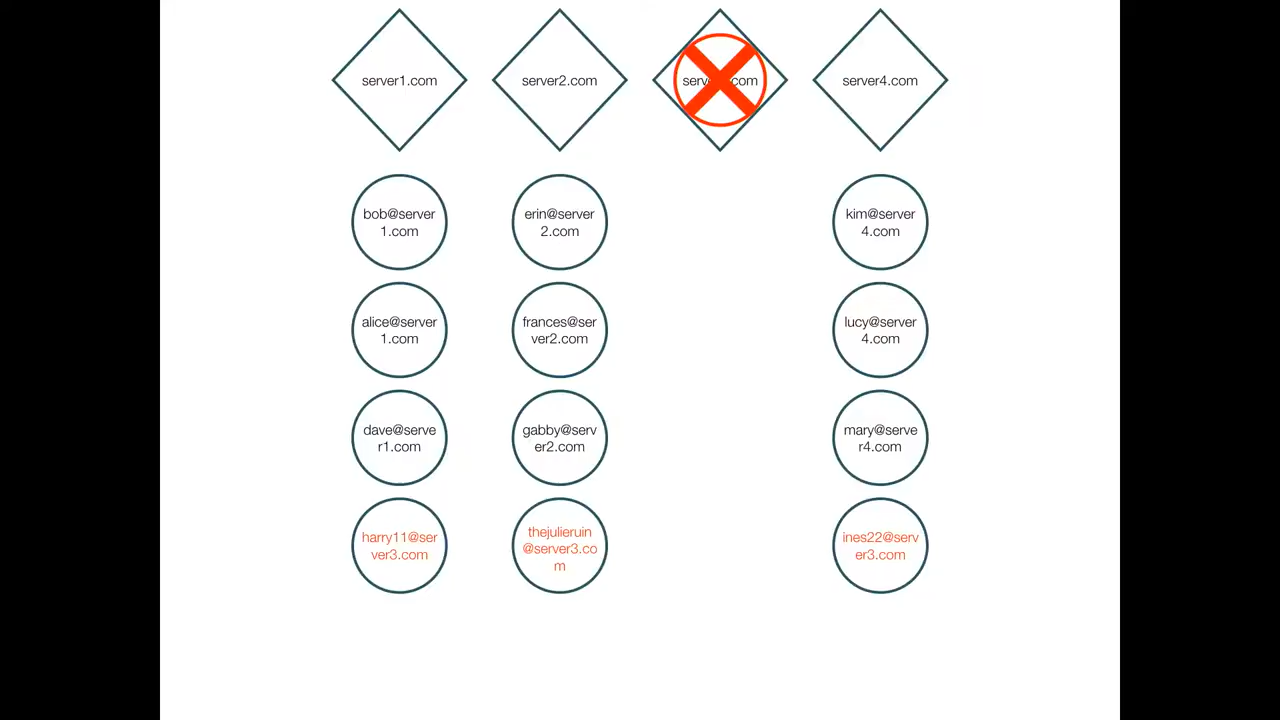 server1.com
server2.com
server4.com
bob@server
1.com
erin@server
2.com
kim@server
4.com
alice@server
1.com
frances@ser
ver2.com
lucy@server
4.com
dave@serve
r1.com
gabby@serv
er2.com
mary@serve
r4.com
harry11@ser
ver3.com
thejulieruin
@server3.co
m
ines22@serv
er3.com